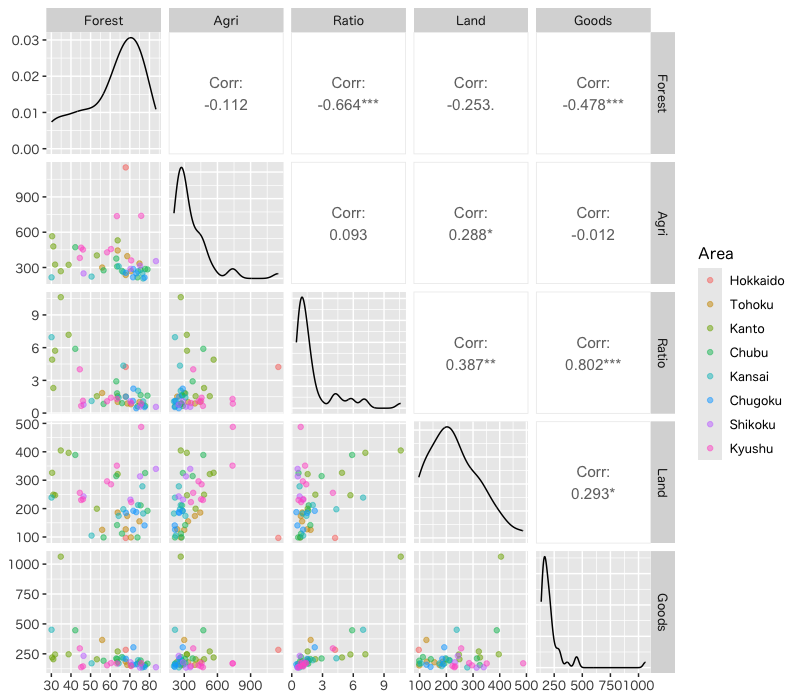 Forest Agri Ratio Land Goods
0.03
0.02
0.01
0.00
Corr:
-0.112
Corr:
-0.664***
Corr:
-0.253.
Corr:
-0.478***
Forest
900
600
300
Corr:
0.093
Corr:
0.288*
Corr:
-0.012
Agri
9
6
3
0
Corr:
0.387**
Corr:
0.802***
Ratio
500
400
300
200
100
Corr:
0.293*
Land
1000
750
500
250
Goods
30 40 50 60 70 80
300 600 900
0 3 6 9
100 200 300 400 500
250 500 750 1000
Area
Hokkaido
Tohoku
Kanto
Chubu
Kansai
Chugoku
Shikoku
Kyushu